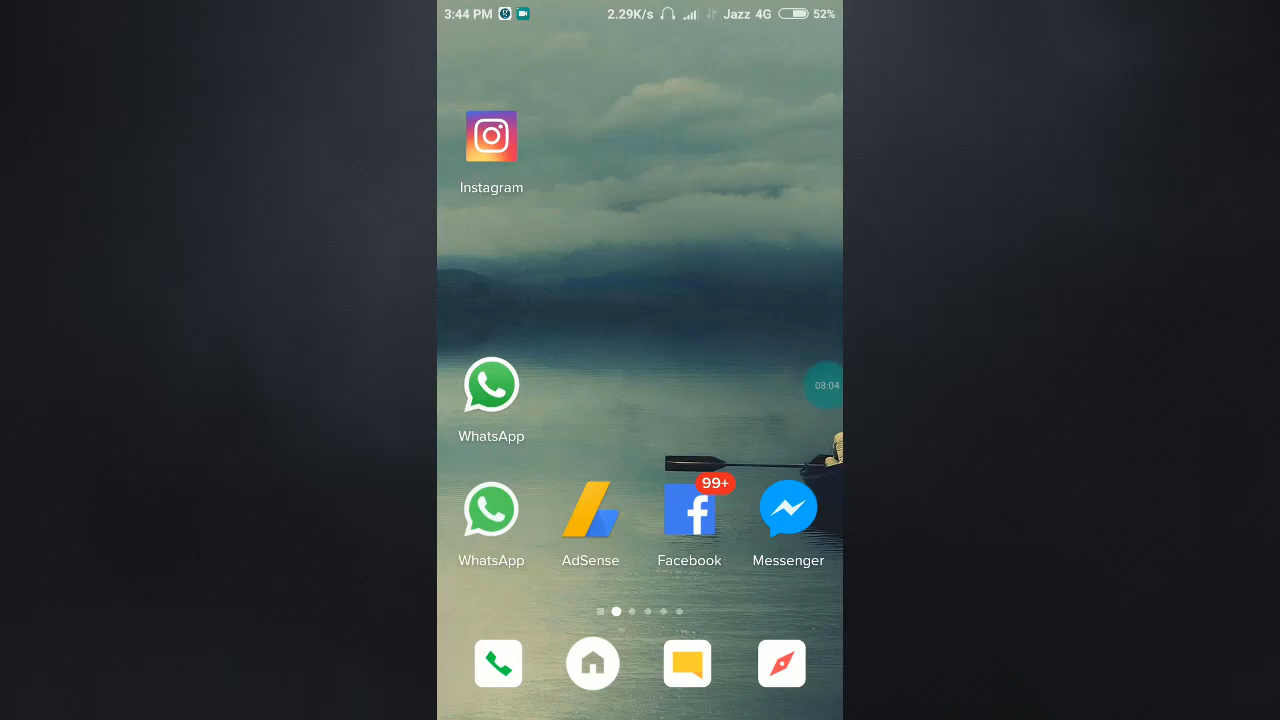 3:44 PM 2.29K/s Jazz 4G 52%
Instagram
WhatsApp
08:04
99+
WhatsApp AdSense Facebook Messenger